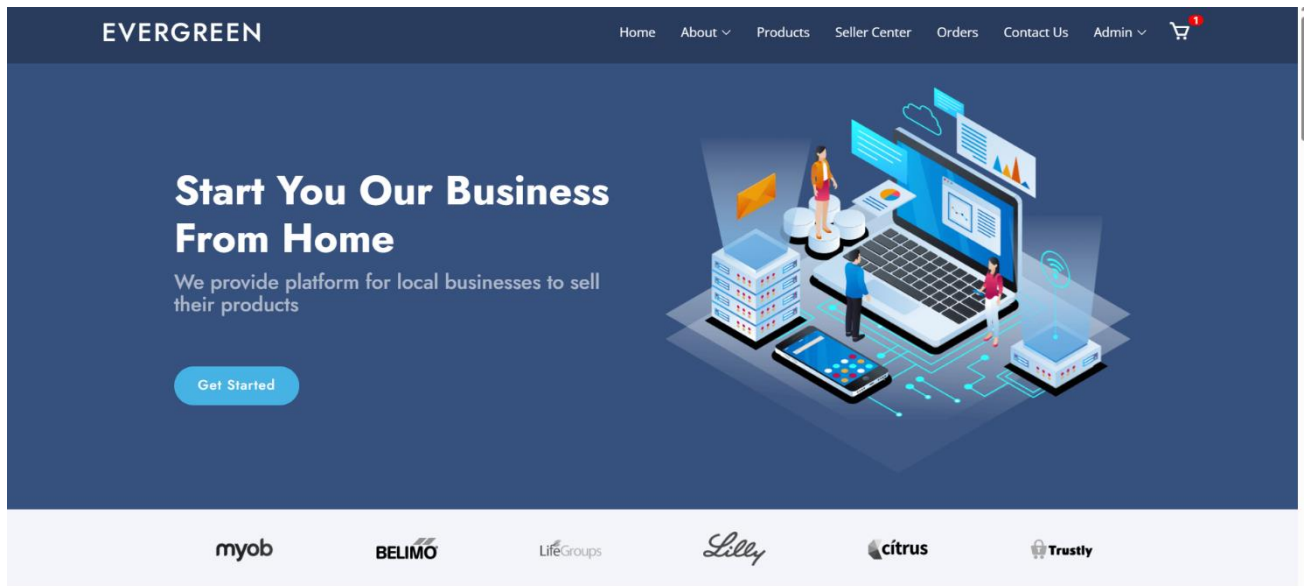 EVERGREEN
Home About Products Seller Center Orders Contact Us Admin 1
Start You Our Business
From Home
We provide platform for local businesses to sell
their products
Get Started
myob BELIMO LifeGroups Lilly cítrus Trustly